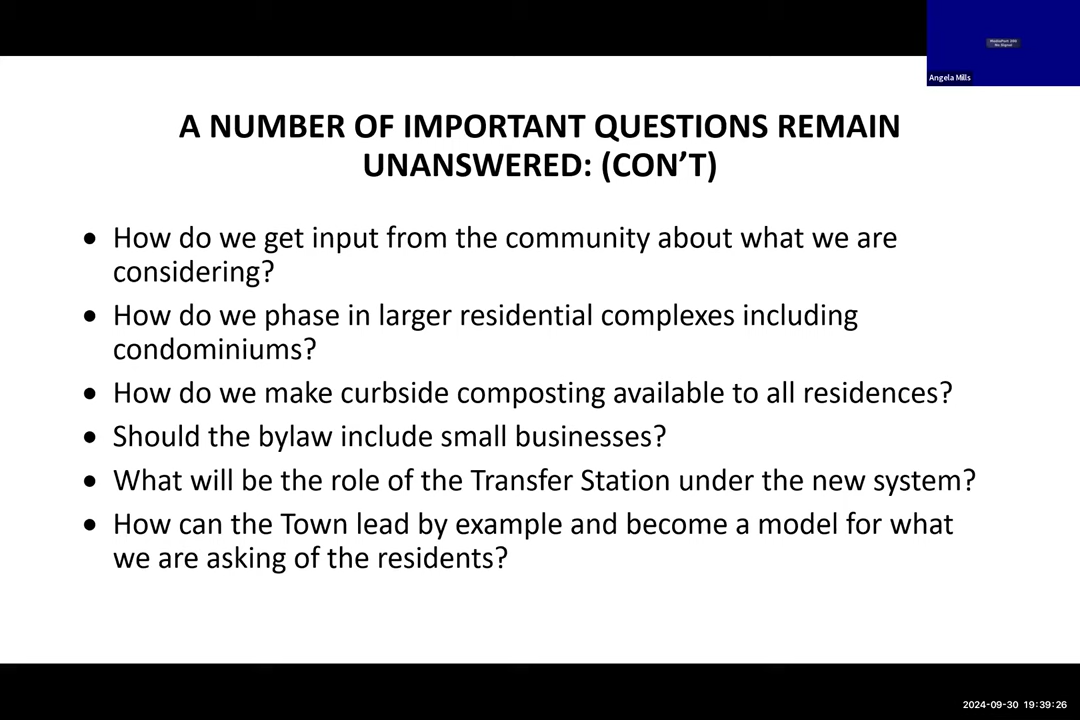 Angela Mills
A NUMBER OF IMPORTANT QUESTIONS REMAIN
UNANSWERED: (CON’T)
• How do we get input from the community about what we are
considering?
• How do we phase in larger residential complexes including
condominiums?
• How do we make curbside composting available to all residences?
• Should the bylaw include small businesses?
• What will be the role of the Transfer Station under the new system?
• How can the Town lead by example and become a model for what
we are asking of the residents?
2024-09-30 19:39:26